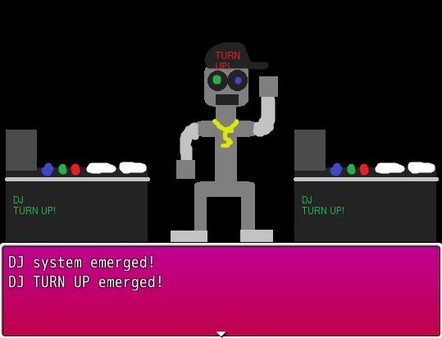 TURN
UP!
DJ
TURN UP!
DJ
TURN UP!
DJ system emerged!
DJ TURN UP emerged!